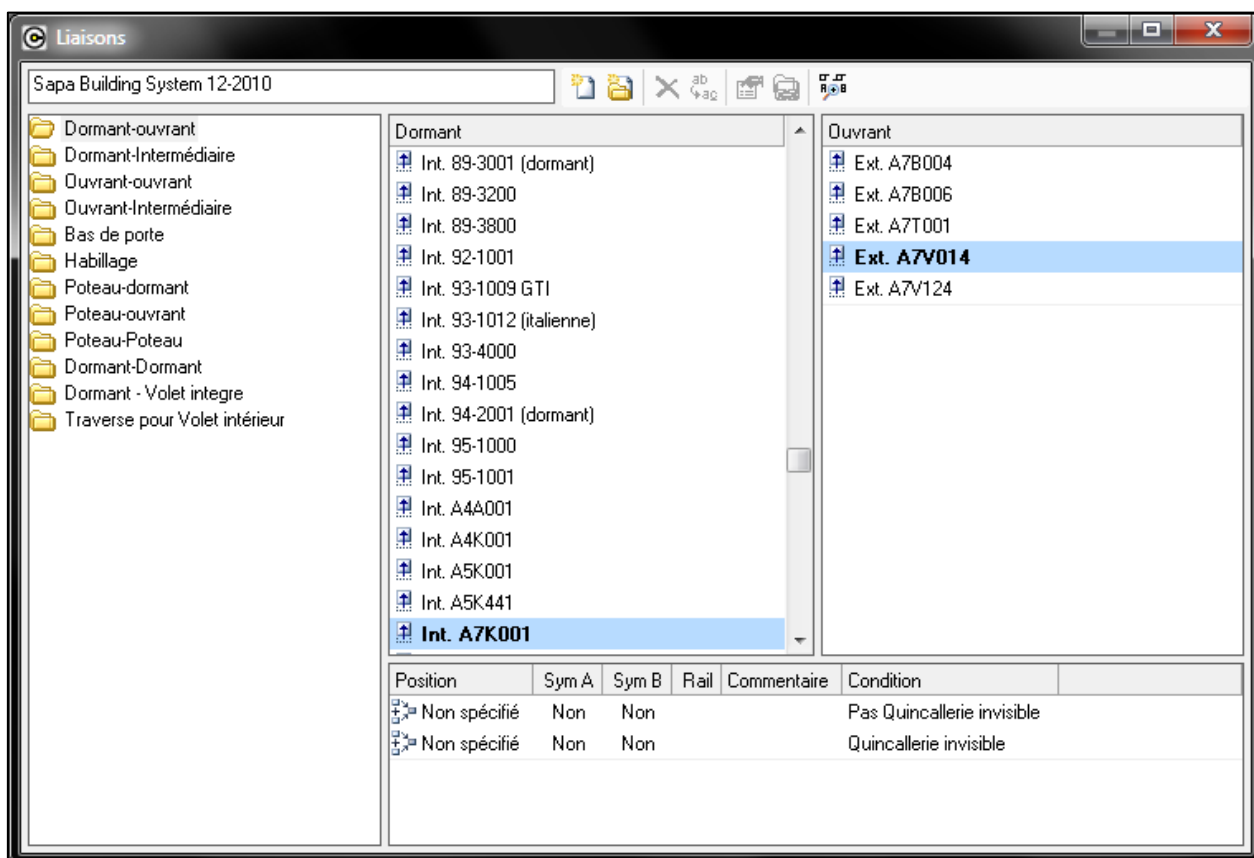 Liaisons
Sapa Building System 12-2010
Dormant-ouvrant
Dormant-Intermédiaire
Ouvrant-ouvrant
Ouvrant-Intermédiaire
Bas de porte
Habillage
Poteau-dormant
Poteau-ouvrant
Poteau-Poteau
Dormant-Dormant
Dormant - Volet integre
Traverse pour Volet intérieur
Dormant
Int. 89-3001 (dormant)
Int. 89-3200
Int. 89-3800
Int. 92-1001
Int. 93-1009 GTI
Int. 93-1012 (italienne)
Int. 93-4000
Int. 94-1005
Int. 94-2001 (dormant)
Int. 95-1000
Int. 95-1001
Int. A4A001
Int. A4K001
Int. A5K001
Int. A5K441
Int. A7K001
Ouvrant
Ext. A7B004
Ext. A7B006
Ext. A7T001
Ext. A7V014
Ext. A7V124
Position Sym A Sym B Rail Commentaire Condition
Non spécifié Non Non Pas Quincallerie invisible
Non spécifié Non Non Quincallerie invisible